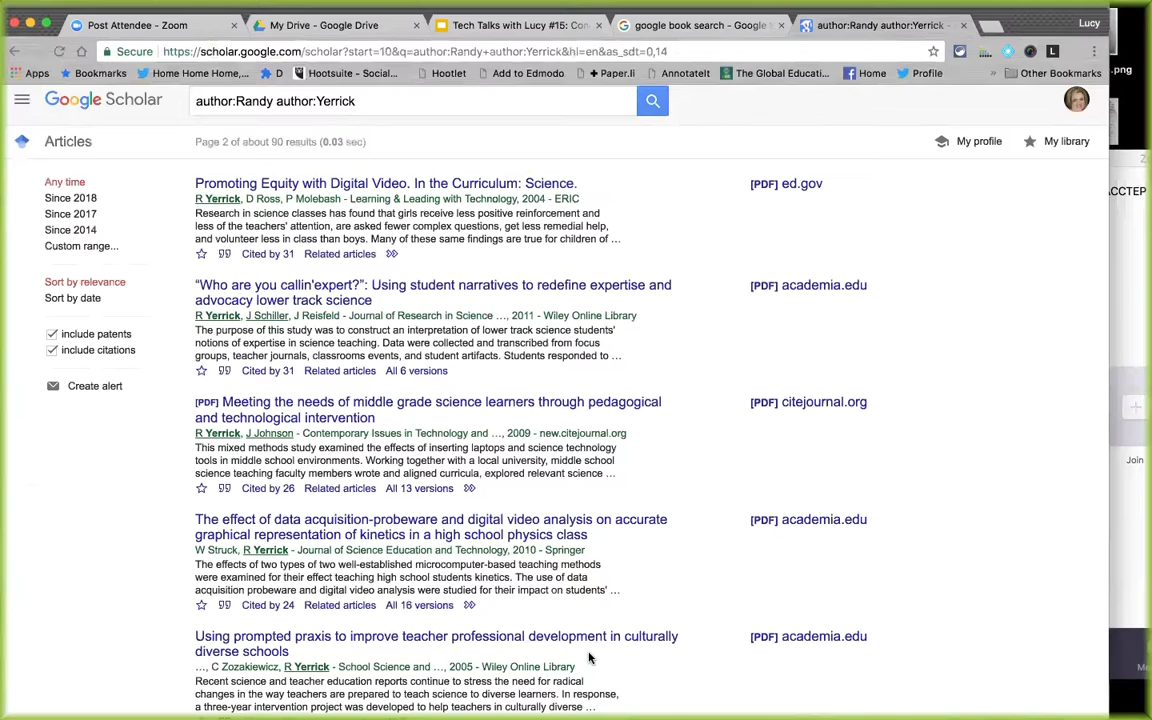 Post Attendee - Zoom
My Drive - Google Drive
Tech Talks with Lucy #15: Con
google book search - Google S
author:Randy author:Yerrick -
Lucy
Secure
https://scholar.google.com/scholar?start=10&q=author:Randy+author:Yerrick&hl=en&as_sdt=0,14
Apps
Bookmarks
Home Home Home,...
D
Hootsuite - Social...
Hootlet
Add to Edmodo
+ Paper.li
AnnotateIt
The Global Educati...
Home
Profile
»
Other Bookmarks
ng.png
Google Scholar
author:Randy author:Yerrick
Articles
Page 2 of about 90 results (0.03 sec)
My profile
My library
Any time
Since 2018
Since 2017
Since 2014
Custom range...
Sort by relevance
Sort by date
include patents
include citations
Create alert
Promoting Equity with Digital Video. In the Curriculum: Science.
[PDF] ed.gov
R Yerrick, D Ross, P Molebash - Learning & Leading with Technology, 2004 - ERIC
Research in science classes has found that girls receive less positive reinforcement and
less of the teachers' attention, are asked fewer complex questions, get less remedial help,
and volunteer less in class than boys. Many of these same findings are true for children of ...
Cited by 31 Related articles
“Who are you callin'expert?”: Using student narratives to redefine expertise and
advocacy lower track science
[PDF] academia.edu
R Yerrick, J Schiller, J Reisfeld - Journal of Research in Science ..., 2011 - Wiley Online Library
The purpose of this study was to construct an interpretation of lower track science students'
notions of expertise in science teaching. Data were collected and transcribed from focus
groups, teacher journals, classrooms events, and student artifacts. Students responded to ...
Cited by 31 Related articles All 6 versions
[PDF] Meeting the needs of middle grade science learners through pedagogical
and technological intervention
[PDF] citejournal.org
R Yerrick, J Johnson - Contemporary Issues in Technology and ..., 2009 - new.citejournal.org
This mixed methods study examined the effects of inserting laptops and science technology
tools in middle school environments. Working together with a local university, middle school
science teaching faculty members wrote and aligned curricula, explored relevant science ...
Cited by 26 Related articles All 13 versions
The effect of data acquisition-probeware and digital video analysis on accurate
graphical representation of kinetics in a high school physics class
[PDF] academia.edu
W Struck, R Yerrick - Journal of Science Education and Technology, 2010 - Springer
The effects of two types of two well-established microcomputer-based teaching methods
were examined for their effect teaching high school students kinetics. The use of data
acquisition probeware and digital video analysis were studied for their impact on students' ...
Cited by 24 Related articles All 16 versions
Using prompted praxis to improve teacher professional development in culturally
diverse schools
[PDF] academia.edu
..., C Zozakiewicz, R Yerrick - School Science and ..., 2005 - Wiley Online Library
Recent science and teacher education reports continue to stress the need for radical
changes in the way teachers are prepared to teach science to diverse learners. In response,
a three-year intervention project was developed to help teachers in culturally diverse ...
ACCTEP
Join